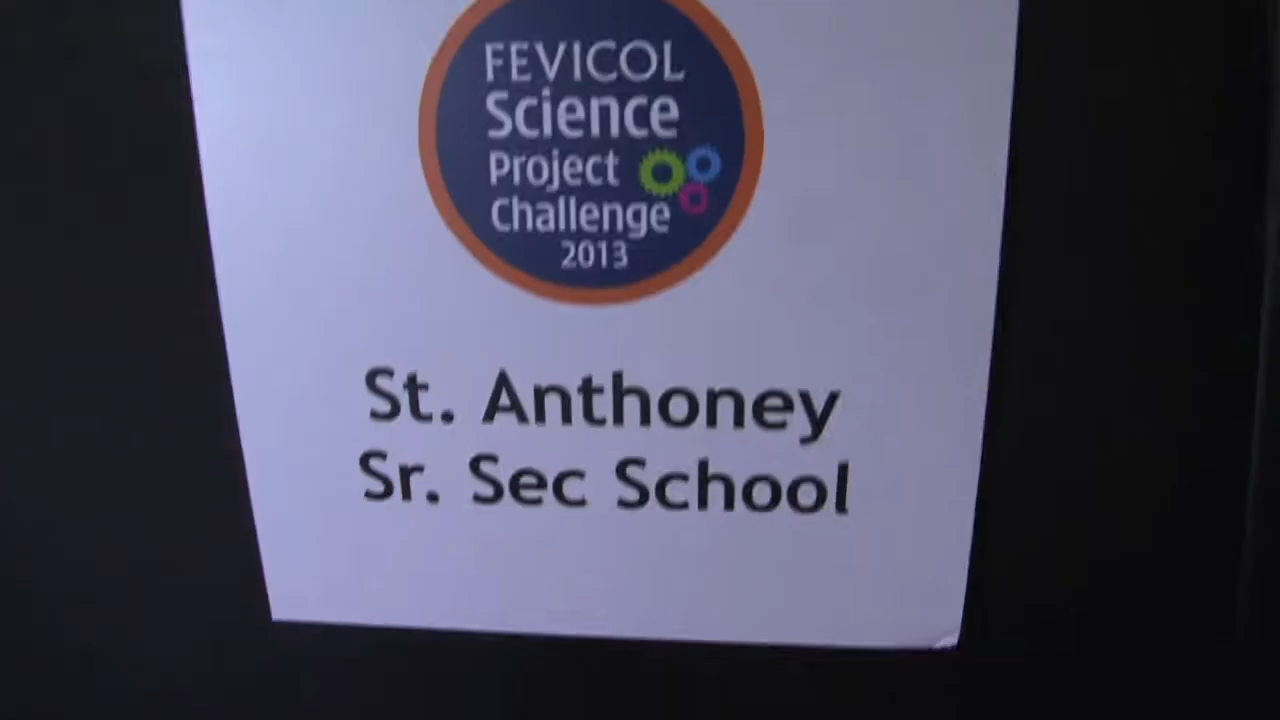 FEVICOL
Science
Project
Challenge
2013
St. Anthoney
Sr. Sec School